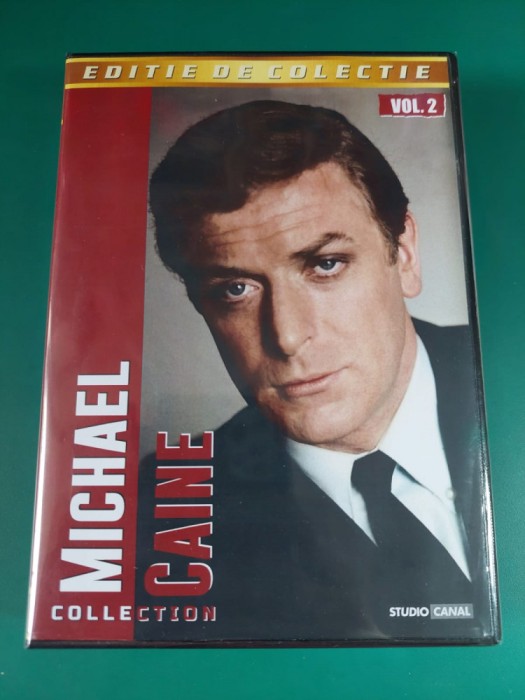 EDITIE DE COLECTIE
VOL. 2
MICHAEL
CAINE
COLLECTION
STUDIO CANAL